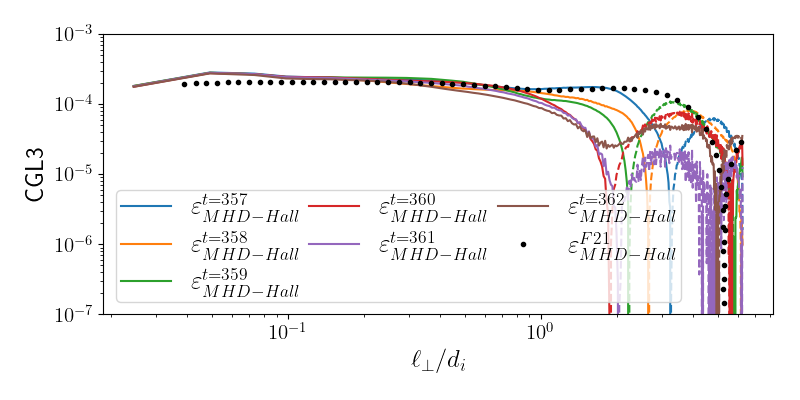 10^{-3}
10^{-4}
10^{-5}
10^{-6}
10^{-7}
CGL3
ε^{t=357}_{MHD−Hall}
ε^{t=358}_{MHD−Hall}
ε^{t=359}_{MHD−Hall}
ε^{t=360}_{MHD−Hall}
ε^{t=361}_{MHD−Hall}
ε^{t=362}_{MHD−Hall}
ε^{F21}_{MHD−Hall}
10^{-1}
10^{0}
ℓ_⊥/d_i